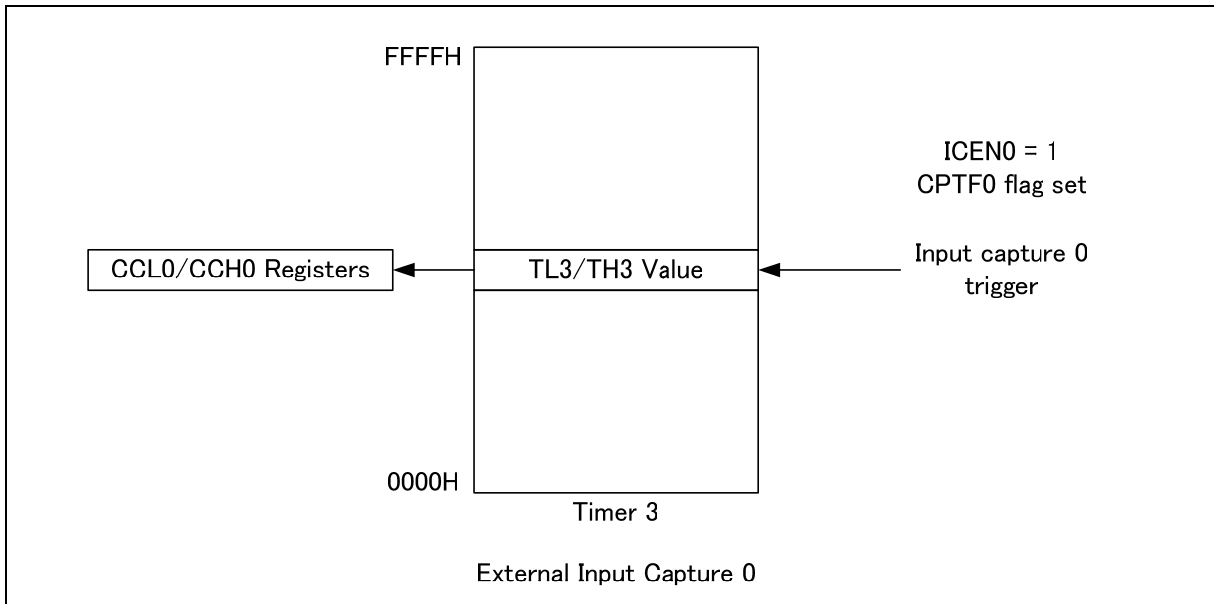 FFFFH
ICEN0 = 1
CPTF0 flag set
CCL0/CCH0 Registers
TL3/TH3 Value
Input capture 0
trigger
0000H
Timer 3
External Input Capture 0